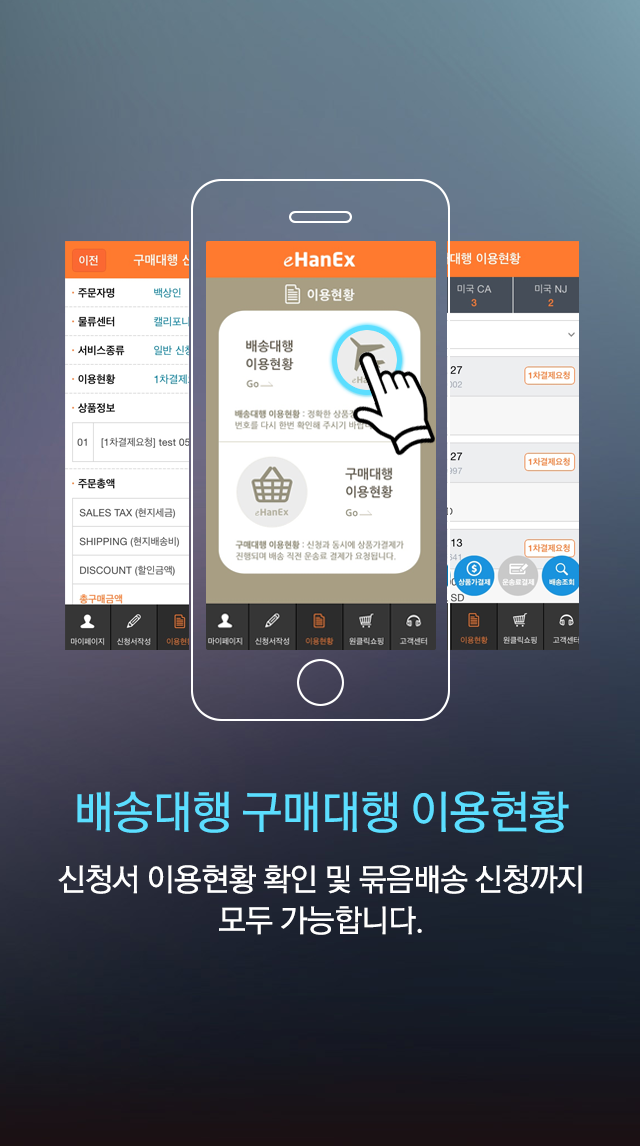 이전
구매대행 신
· 주문자명 백상인
· 물류센터 캘리포니
· 서비스종류 일반 신청
· 이용현황 1차결제
· 상품정보
01 [1차결제요청] test 05
· 주문총액
SALES TAX (현지세금)
SHIPPING (현지배송비)
DISCOUNT (할인금액)
총구매금액
마이페이지 신청서작성 이용현
eHanEx
이용현황
배송대행
이용현황
Go
eHa
배송대행 이용현황 : 정확한 상품
번호를 다시 한번 확인해 주시기 바랍
구매대행
이용현황
Go
eHanEx
구매대행 이용현황 : 신청과 동시에 상품가결제가
진행되며 배송 직전 운송료 결제가 요청됩니다.
마이페이지 신청서작성 이용현황 원클릭쇼핑 고객센터
대행 이용현황
미국 CA 미국 NJ
3 2
27
002
1차결제요청
27
997
1차결제요청
13
541
1차결제요청
상품가결제 운송료결제 배송조회
SD
이용현황 원클릭쇼핑 고객센터
배송대행 구매대행 이용현황
신청서 이용현황 확인 및 묶음배송 신청까지
모두 가능합니다.